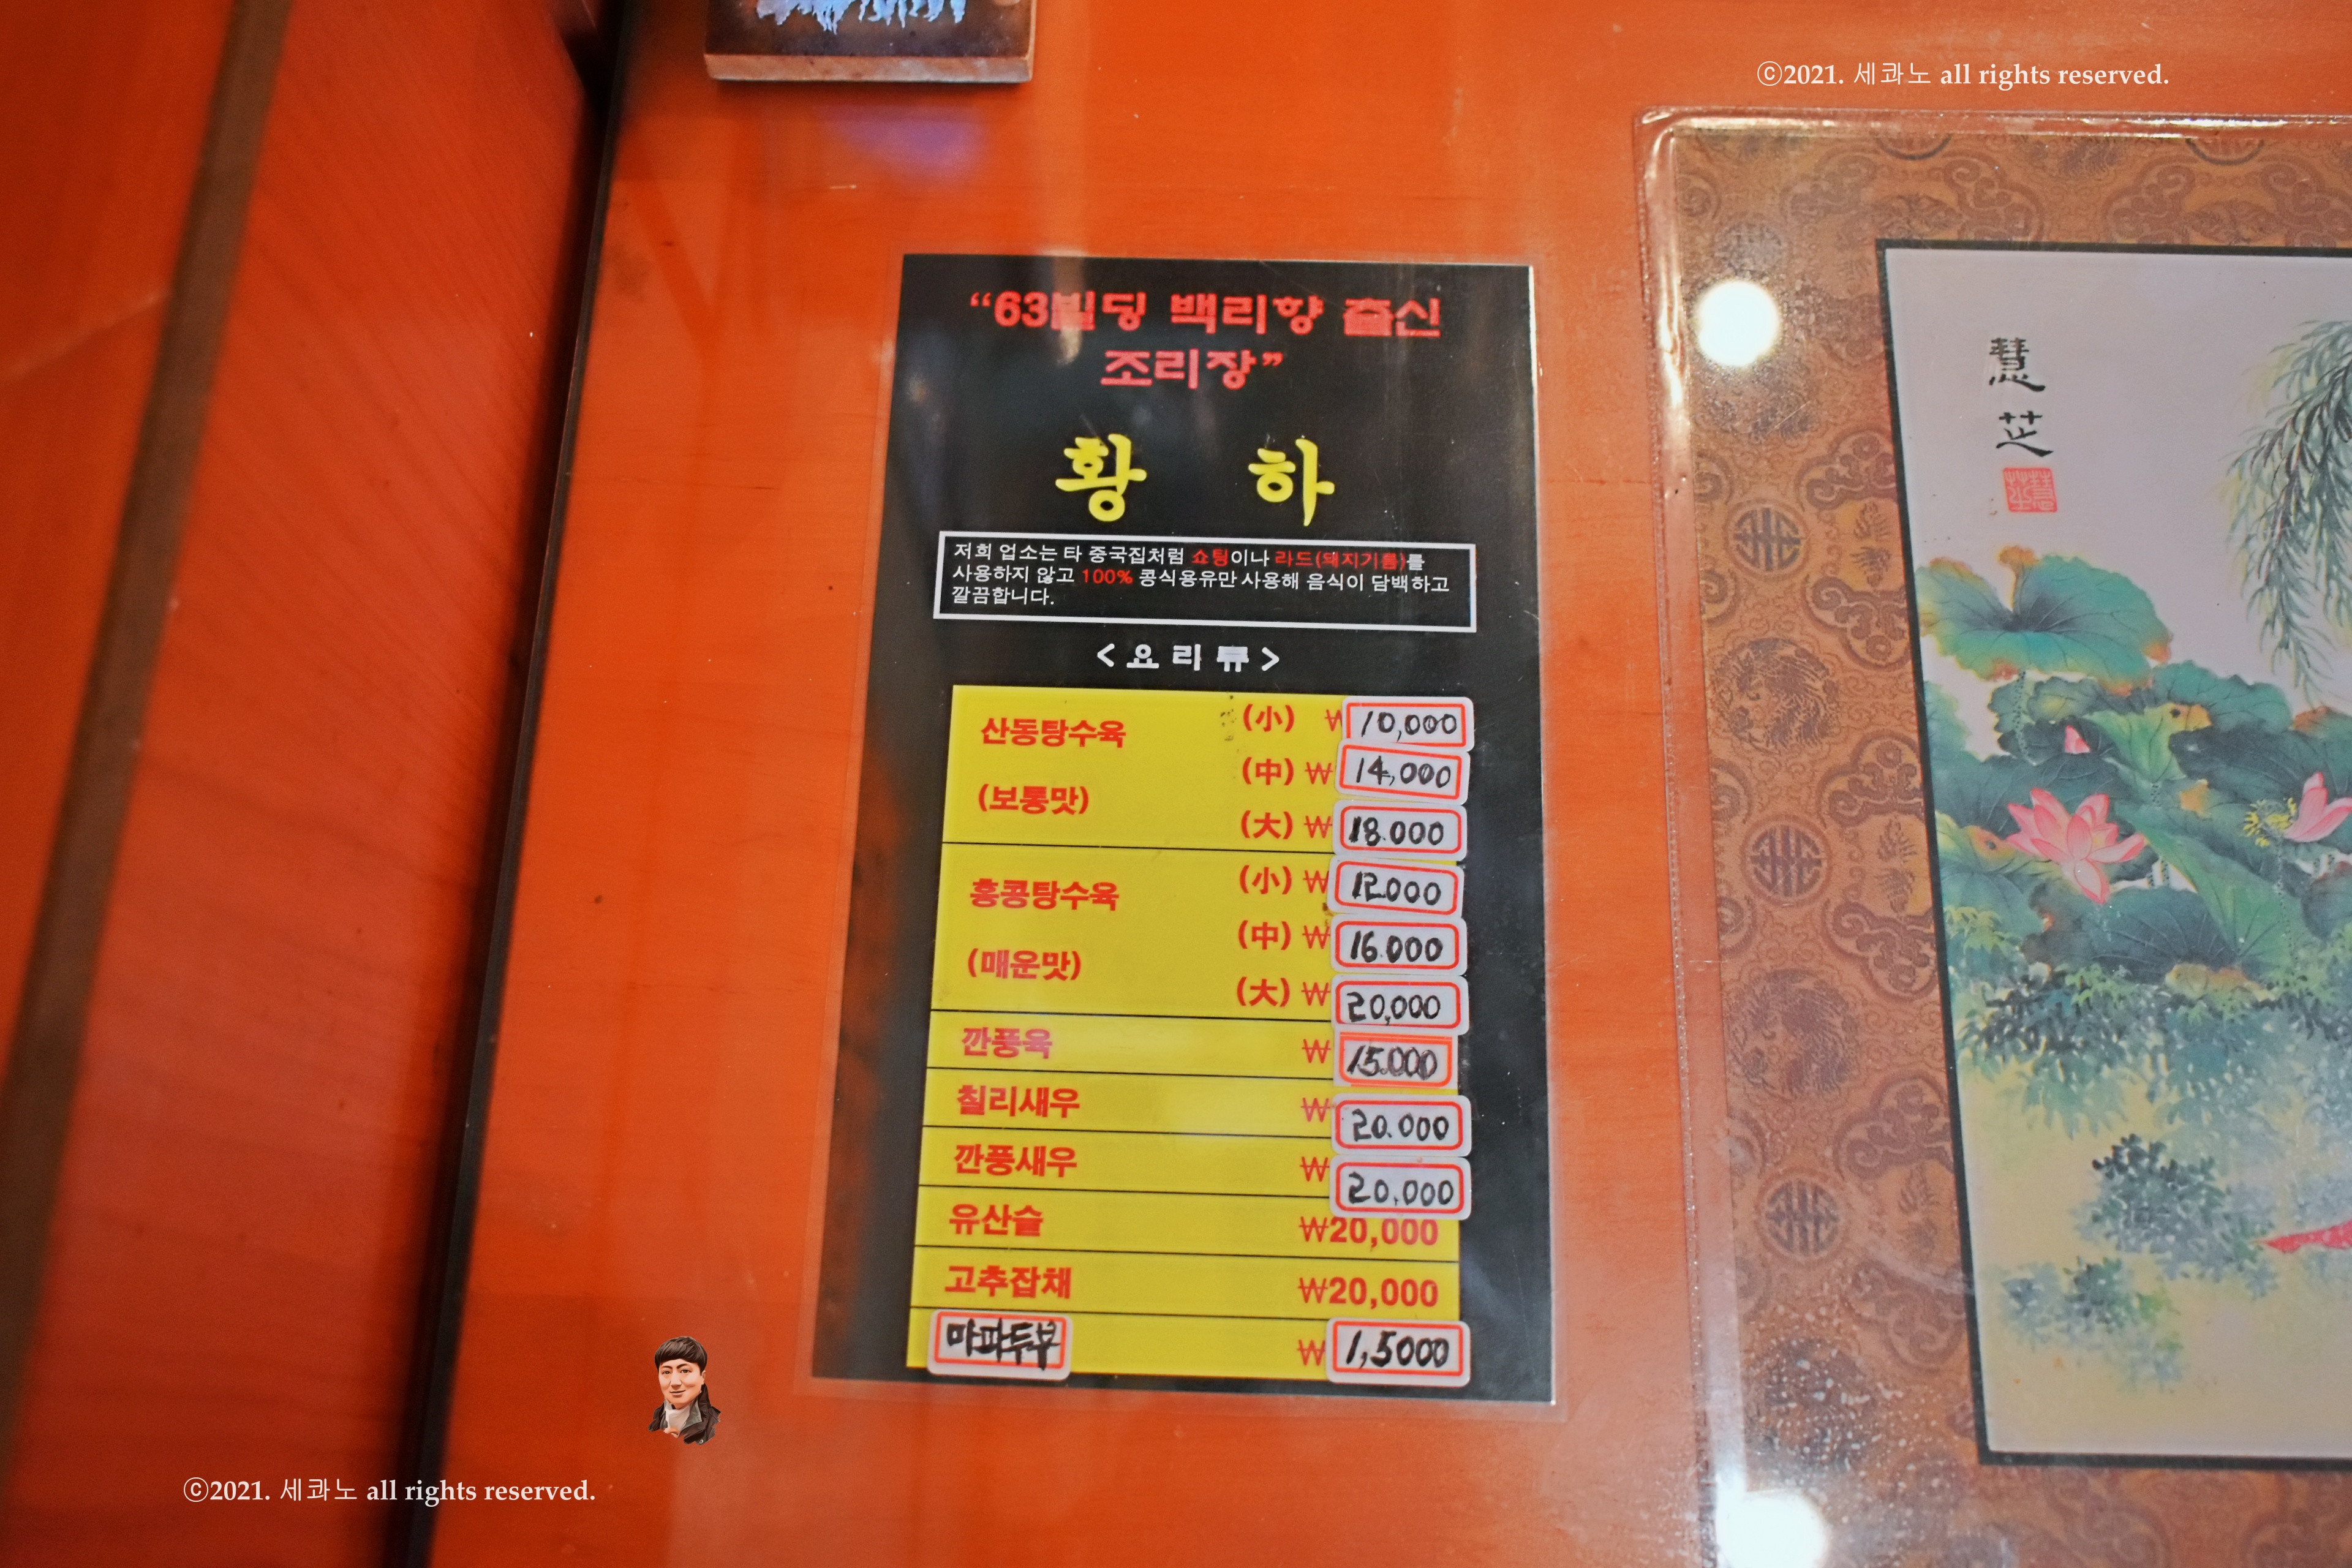 ⓒ2021. 세콰노 all rights reserved.
“63빌딩 백리향 출신
조리장”
황 하
저희 업소는 타 중국집처럼 쇼팅이나 라드(돼지기름)를
사용하지 않고 100% 콩식용유만 사용해 음식이 담백하고
깔끔합니다.
<요리류>
산동탕수육 (小) ₩10,000
(中) ₩14,000
(보통맛)
(大) ₩18.000
홍콩탕수육 (小) ₩12000
(中) ₩16.000
(매운맛)
(大) ₩20,000
깐풍육 ₩15.000
칠리새우 ₩20.000
깐풍새우 ₩20.000
유산슬 ₩20,000
고추잡채 ₩20,000
마파두부 ₩1,5000
慧
芝
ⓒ2021. 세콰노 all rights reserved.